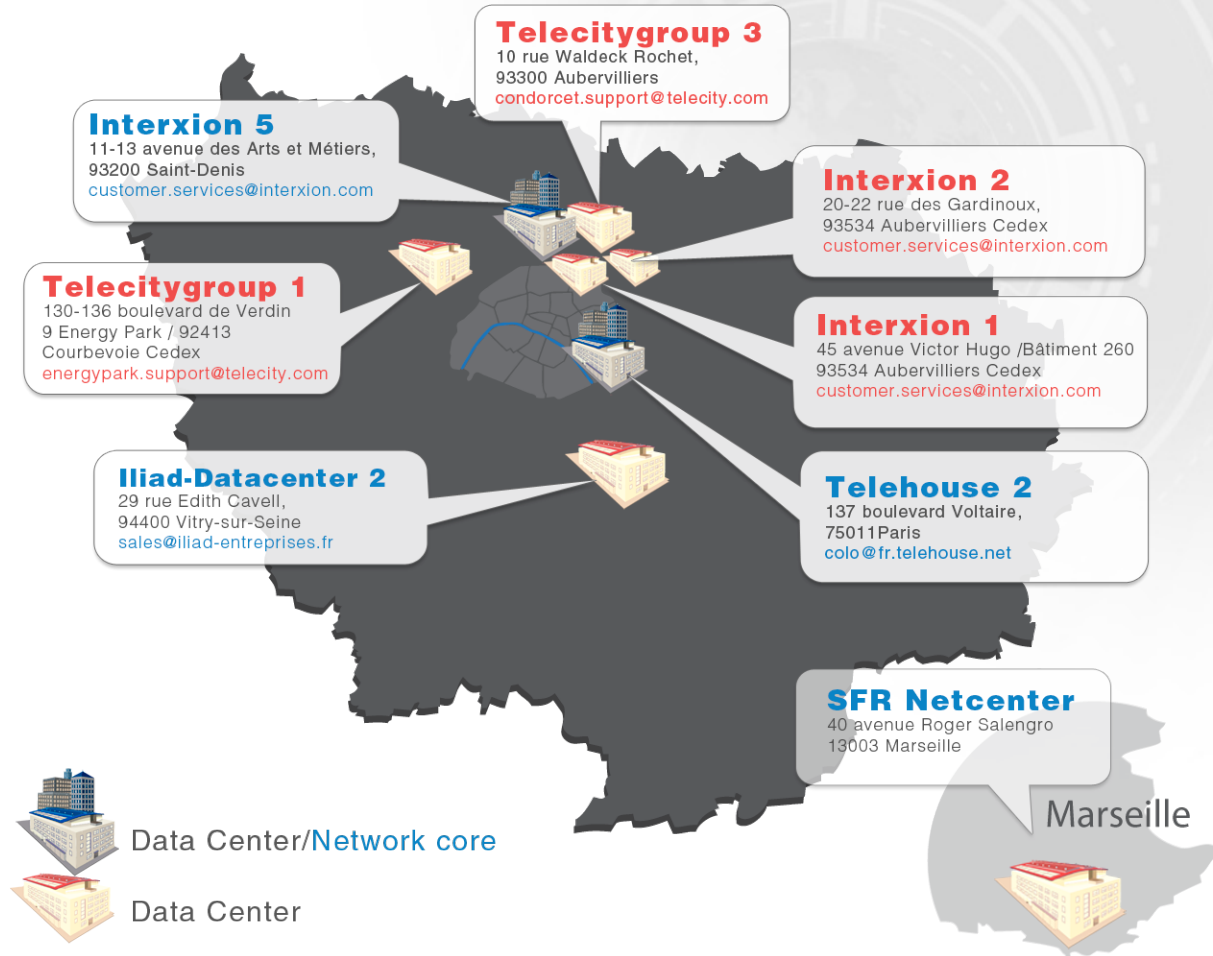 Telecitygroup 3
10 rue Waldeck Rochet,
93300 Aubervilliers
condorcet.support@telecity.com
Interxion 5
11-13 avenue des Arts et Métiers,
93200 Saint-Denis
customer.services@interxion.com
Interxion 2
20-22 rue des Gardinoux,
93534 Aubervilliers Cedex
customer.services@interxion.com
Telecitygroup 1
130-136 boulevard de Verdin
9 Energy Park / 92413
Courbevoie Cedex
energypark.support@telecity.com
Interxion 1
45 avenue Victor Hugo /Bâtiment 260
93534 Aubervilliers Cedex
customer.services@interxion.com
Iliad-Datacenter 2
29 rue Edith Cavell,
94400 Vitry-sur-Seine
sales@iliad-entreprises.fr
Telehouse 2
137 boulevard Voltaire,
75011Paris
colo@fr.telehouse.net
SFR Netcenter
40 avenue Roger Salengro
13003 Marseille
Marseille
Data Center/Network core
Data Center